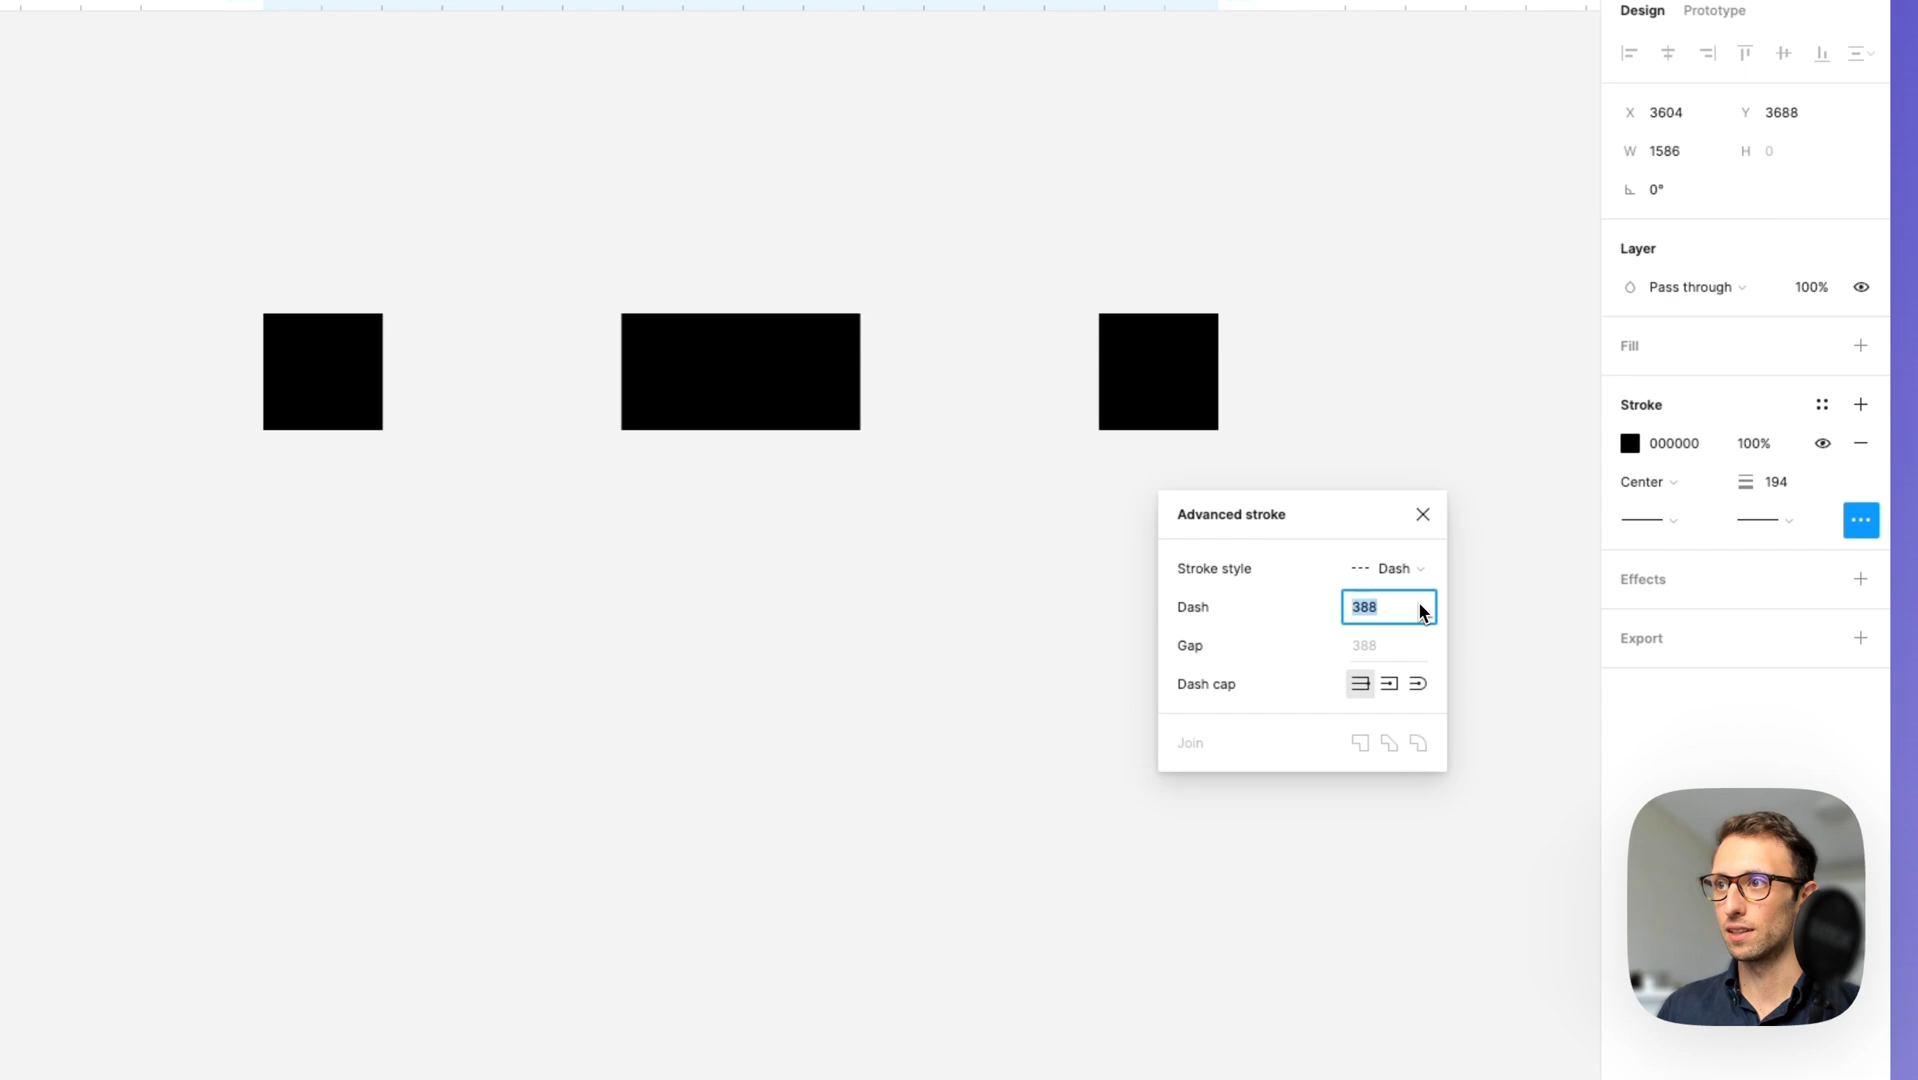 Design Prototype
X 3604 Y 3688
W 1586 H 0
0°
Layer
Pass through 100%
Fill
Stroke
000000 100%
Center 194
Advanced stroke
Stroke style Dash
Dash 388
Gap 388
Dash cap
Join
Effects
Export